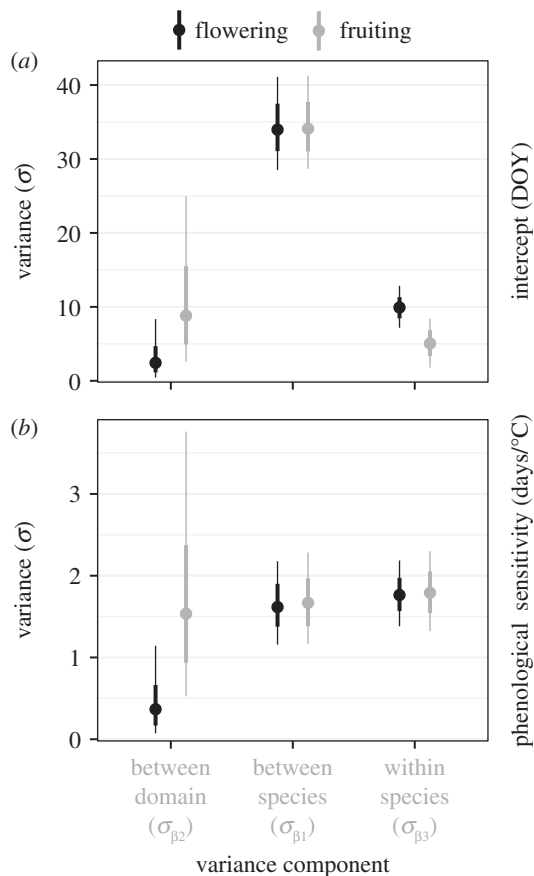 flowering fruiting
(a)
40
30
20
10
0
variance (σ)
intercept (DOY)
(b)
3
2
1
0
variance (σ)
phenological sensitivity (days/°C)
between between within
domain species species
(σβ2) (σβ1) (σβ3)
variance component